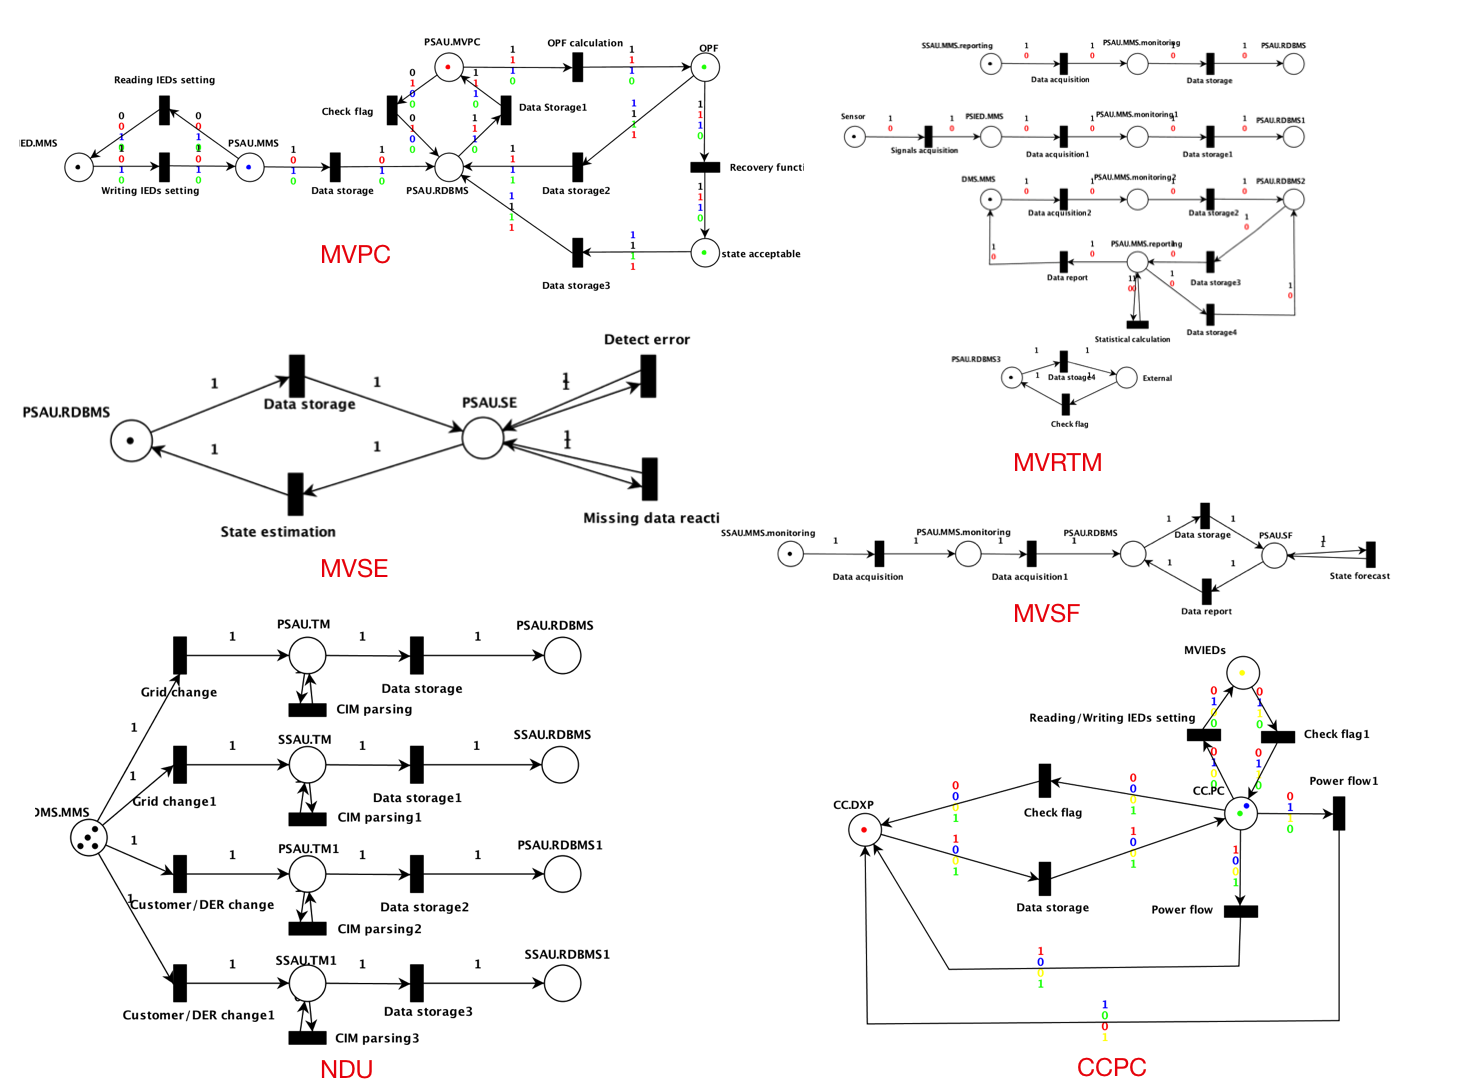 PSAU.MVPC
OPF calculation
OPF
Reading IEDs setting
Check flag
Data Storage1
IED.MMS
PSAU.MMS
Writing IEDs setting
Data storage
PSAU.RDBMS
Data storage2
Recovery functi
state acceptable
Data storage3
MVPC
SSAU.MMS.reporting
PSAU.MMS.monitoring
PSAU.RDBMS
Data acquisition
Data storage
Sensor
PSIED.MMS
PSAU.MMS.monitoring1
PSAU.RDBMS1
Signals acquisition
Data acquisition1
Data storage1
DMS.MMS
PSAU.MMS.monitoring2
PSAU.RDBMS2
Data acquisition2
Data storage2
PSAU.MMS.reporting
Data report
Data storage3
Statistical calculation
Data storage4
PSAU.RDBMS3
Data stoage4
External
Check flag
MVRTM
Detect error
PSAU.RDBMS
Data storage
PSAU.SE
State estimation
Missing data reacti
MVSE
SSAU.MMS.monitoring
PSAU.MMS.monitoring
PSAU.RDBMS
Data storage
PSAU.SF
Data acquisition
Data acquisition1
State forecast
Data report
MVSF
PSAU.TM
PSAU.RDBMS
Grid change
Data storage
CIM parsing
SSAU.TM
SSAU.RDBMS
Grid change1
Data storage1
CIM parsing1
DMS.MMS
PSAU.TM1
PSAU.RDBMS1
Customer/DER change
Data storage2
CIM parsing2
SSAU.TM1
SSAU.RDBMS1
Customer/DER change1
Data storage3
CIM parsing3
NDU
MVIEDs
Reading/Writing IEDs setting
Check flag1
CC.DXP
Check flag
CC.PC
Power flow1
Data storage
Power flow
CCPC